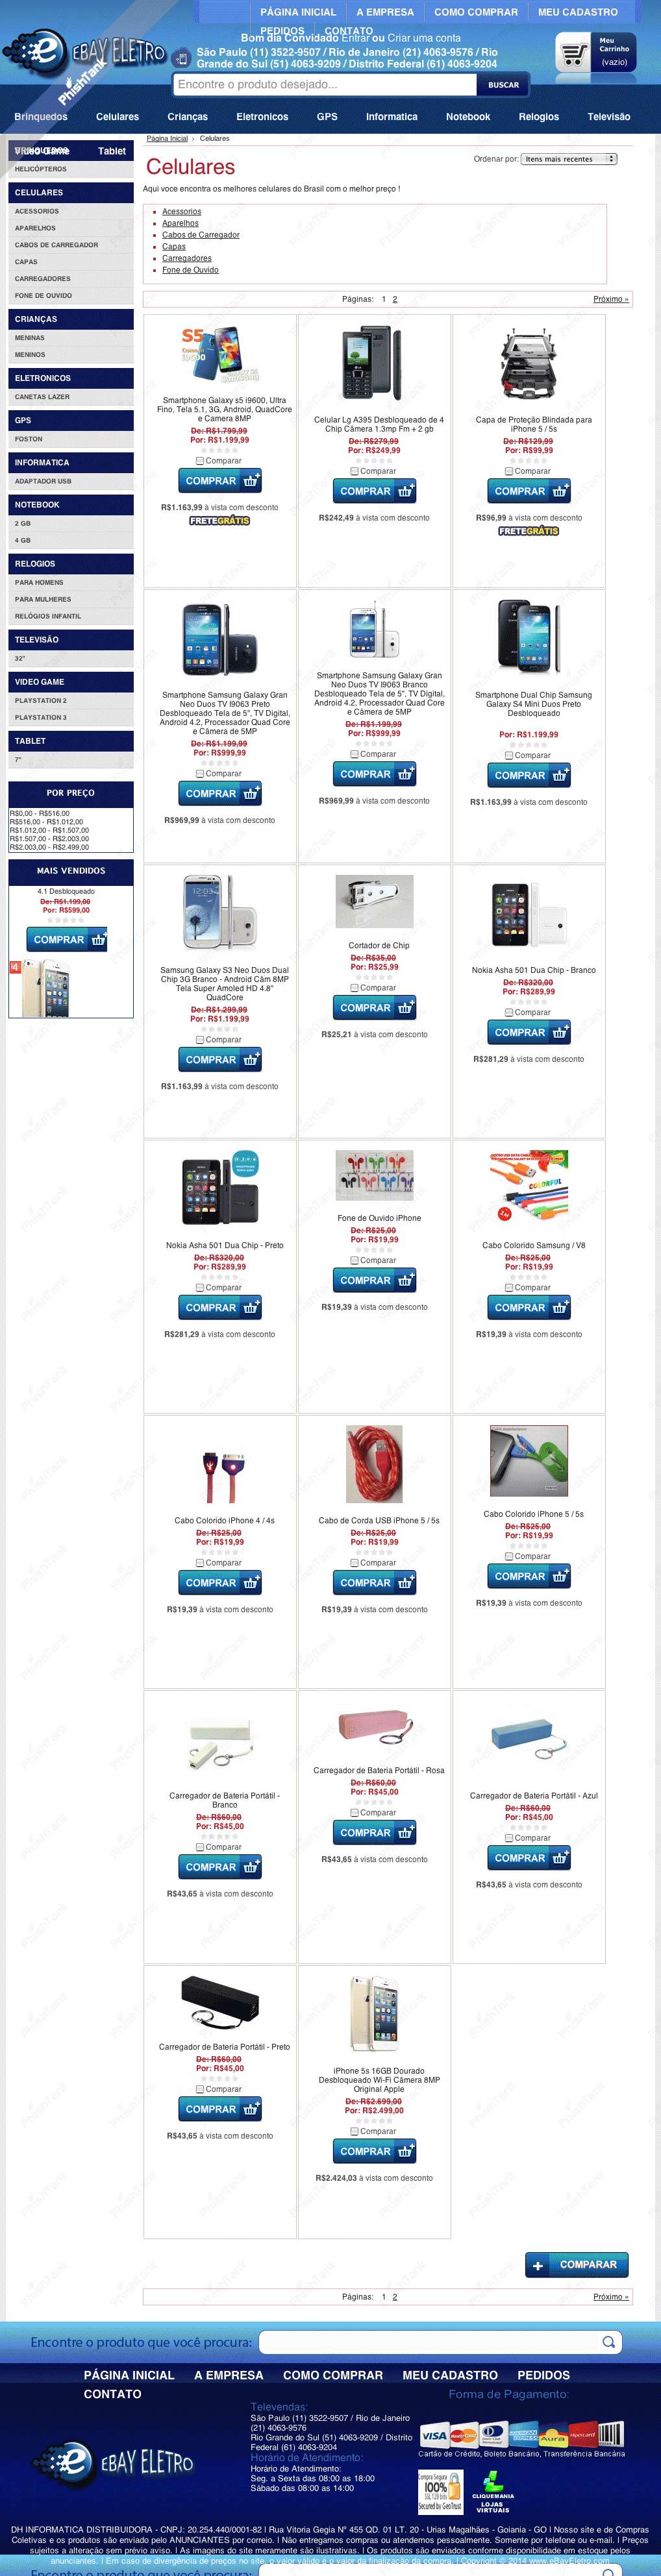 PÁGINA INICIAL A EMPRESA COMO COMPRAR MEU CADASTRO
PEDIDOS CONTATO
EBAY ELETRO
Bom dia Convidado Entrar ou Criar uma conta
São Paulo (11) 3522-9507 / Rio de Janeiro (21) 4063-9576 / Rio
Grande do Sul (51) 4063-9209 / Distrito Federal (61) 4063-9204
Meu
Carrinho
(vazio)
Encontre o produto desejado...
BUSCAR
PhishTank
Brinquedos Celulares Crianças Eletronicos GPS Informatica Notebook Relogios Televisão
Video Game Tablet
BRINQUEDOS
HELICÓPTEROS
CELULARES
ACESSORIOS
APARELHOS
CABOS DE CARREGADOR
CAPAS
CARREGADORES
FONE DE OUVIDO
CRIANÇAS
MENINAS
MENINOS
ELETRONICOS
CANETAS LAZER
GPS
FOSTON
INFORMATICA
ADAPTADOR USB
NOTEBOOK
2 GB
4 GB
RELOGIOS
PARA HOMENS
PARA MULHERES
RELÓGIOS INFANTIL
TELEVISÃO
32"
VIDEO GAME
PLAYSTATION 2
PLAYSTATION 3
TABLET
7"
POR PREÇO
R$0,00 - R$516,00
R$516,00 - R$1.012,00
R$1.012,00 - R$1.507,00
R$1.507,00 - R$2.003,00
R$2.003,00 - R$2.499,00
MAIS VENDIDOS
4.1 Desbloqueado
De: R$1.199,00
Por: R$599,00
COMPRAR
4
Página Inicial › Celulares
Celulares
Ordenar por: Itens mais recentes
Aqui voce encontra os melhores celulares do Brasil com o melhor preço !
Acessorios
Aparelhos
Cabos de Carregador
Capas
Carregadores
Fone de Ouvido
Páginas: 1 2 Próximo »
S5
Smartphone Galaxy s5 i9600, Ultra
Fino, Tela 5.1, 3G, Android, QuadCore
e Camera 8MP
De: R$1.799,99
Por: R$1.199,99
Comparar
COMPRAR
R$1.163,99 à vista com desconto
FRETEGRÁTIS
Celular Lg A395 Desbloqueado de 4
Chip Câmera 1.3mp Fm + 2 gb
De: R$279,99
Por: R$249,99
Comparar
COMPRAR
R$242,49 à vista com desconto
Capa de Proteção Blindada para
iPhone 5 / 5s
De: R$129,99
Por: R$99,99
Comparar
COMPRAR
R$96,99 à vista com desconto
FRETEGRÁTIS
Smartphone Samsung Galaxy Gran
Neo Duos TV I9063 Preto
Desbloqueado Tela de 5", TV Digital,
Android 4.2, Processador Quad Core
e Câmera de 5MP
De: R$1.199,99
Por: R$999,99
Comparar
COMPRAR
R$969,99 à vista com desconto
Smartphone Samsung Galaxy Gran
Neo Duos TV I9063 Branco
Desbloqueado Tela de 5", TV Digital,
Android 4.2, Processador Quad Core
e Câmera de 5MP
De: R$1.199,99
Por: R$999,99
Comparar
COMPRAR
R$969,99 à vista com desconto
Smartphone Dual Chip Samsung
Galaxy S4 Mini Duos Preto
Desbloqueado
Por: R$1.199,99
Comparar
COMPRAR
R$1.163,99 à vista com desconto
Samsung Galaxy S3 Neo Duos Dual
Chip 3G Branco - Android Câm 8MP
Tela Super Amoled HD 4.8"
QuadCore
De: R$1.299,99
Por: R$1.199,99
Comparar
COMPRAR
R$1.163,99 à vista com desconto
Cortador de Chip
De: R$35,00
Por: R$25,99
Comparar
COMPRAR
R$25,21 à vista com desconto
Nokia Asha 501 Dua Chip - Branco
De: R$320,00
Por: R$289,99
Comparar
COMPRAR
R$281,29 à vista com desconto
Nokia Asha 501 Dua Chip - Preto
De: R$320,00
Por: R$289,99
Comparar
COMPRAR
R$281,29 à vista com desconto
Fone de Ouvido iPhone
De: R$25,00
Por: R$19,99
Comparar
COMPRAR
R$19,39 à vista com desconto
COLORFUL
Cabo Colorido Samsung / V8
De: R$25,00
Por: R$19,99
Comparar
COMPRAR
R$19,39 à vista com desconto
Cabo Colorido iPhone 4 / 4s
De: R$25,00
Por: R$19,99
Comparar
COMPRAR
R$19,39 à vista com desconto
Cabo de Corda USB iPhone 5 / 5s
De: R$25,00
Por: R$19,99
Comparar
COMPRAR
R$19,39 à vista com desconto
Cabo Colorido iPhone 5 / 5s
De: R$25,00
Por: R$19,99
Comparar
COMPRAR
R$19,39 à vista com desconto
Carregador de Bateria Portátil -
Branco
De: R$60,00
Por: R$45,00
Comparar
COMPRAR
R$43,65 à vista com desconto
Carregador de Bateria Portátil - Rosa
De: R$60,00
Por: R$45,00
Comparar
COMPRAR
R$43,65 à vista com desconto
Carregador de Bateria Portátil - Azul
De: R$60,00
Por: R$45,00
Comparar
COMPRAR
R$43,65 à vista com desconto
Carregador de Bateria Portátil - Preto
De: R$60,00
Por: R$45,00
Comparar
COMPRAR
R$43,65 à vista com desconto
iPhone 5s 16GB Dourado
Desbloqueado Wi-Fi Câmera 8MP
Original Apple
De: R$2.699,00
Por: R$2.499,00
Comparar
COMPRAR
R$2.424,03 à vista com desconto
COMPARAR
Páginas: 1 2 Próximo »
Encontre o produto que você procura:
PÁGINA INICIAL A EMPRESA COMO COMPRAR MEU CADASTRO PEDIDOS
CONTATO
EBAY ELETRO
Televendas:
São Paulo (11) 3522-9507 / Rio de Janeiro
(21) 4063-9576
Rio Grande do Sul (51) 4063-9209 / Distrito
Federal (61) 4063-9204
Horário de Atendimento:
Horário de Atendimento:
Seg. a Sexta das 08:00 as 18:00
Sábado das 08:00 as 14:00
Forma de Pagamento:
VISA MasterCard Diners Club Aura Hipercard
Cartão de Crédito, Boleto Bancário, Transferência Bancária
Compra Segura
100%
SSL 128 bits
Secured by GeoTrust
CLIQUEMANIA
LOJAS
VIRTUAIS
DH INFORMATICA DISTRIBUIDORA - CNPJ: 20.254.440/0001-82 | Rua Vitoria Gegia Nº 455 QD. 01 LT. 20 - Urias Magalhães - Goiania - GO | Nosso site e de Compras
Coletivas e os produtos são enviado pelo ANUNCIANTES por correio. | Não entregamos compras ou atendemos pessoalmente. Somente por telefone ou e-mail. | Preços
sujeitos a alteração sem prévio aviso. | As imagens do site meramente são ilustrativas. | Os produtos são enviados conforme disponibilidade em estoque pelos
anunciantes. | Em caso de divergência de preços no site, o valor válido e o valor da finalização da compra. | Copyright © 2014 www.eBayEletro.com
Encontre o produto que você procura: